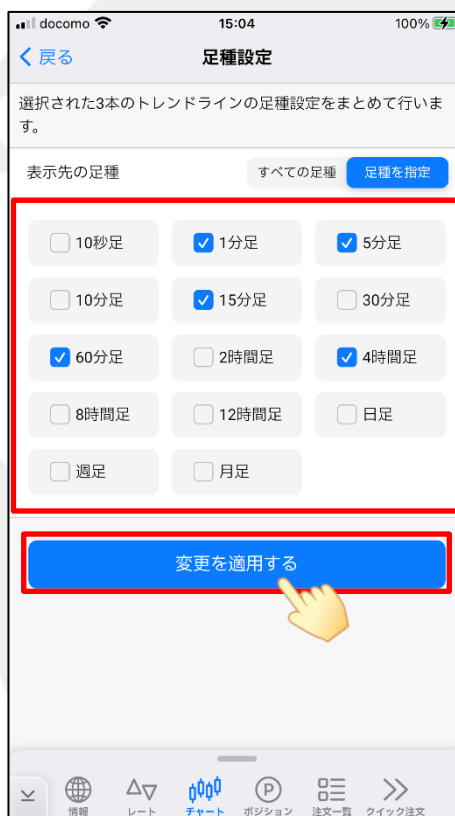 docomo 15:04 100%
戻る 足種設定
選択された3本のトレンドラインの足種設定をまとめて行いま
す。
表示先の足種 すべての足種 足種を指定
10秒足 1分足 5分足
10分足 15分足 30分足
60分足 2時間足 4時間足
8時間足 12時間足 日足
週足 月足
変更を適用する
P
情報 レート チャート ポジション 注文一覧 クイック注文